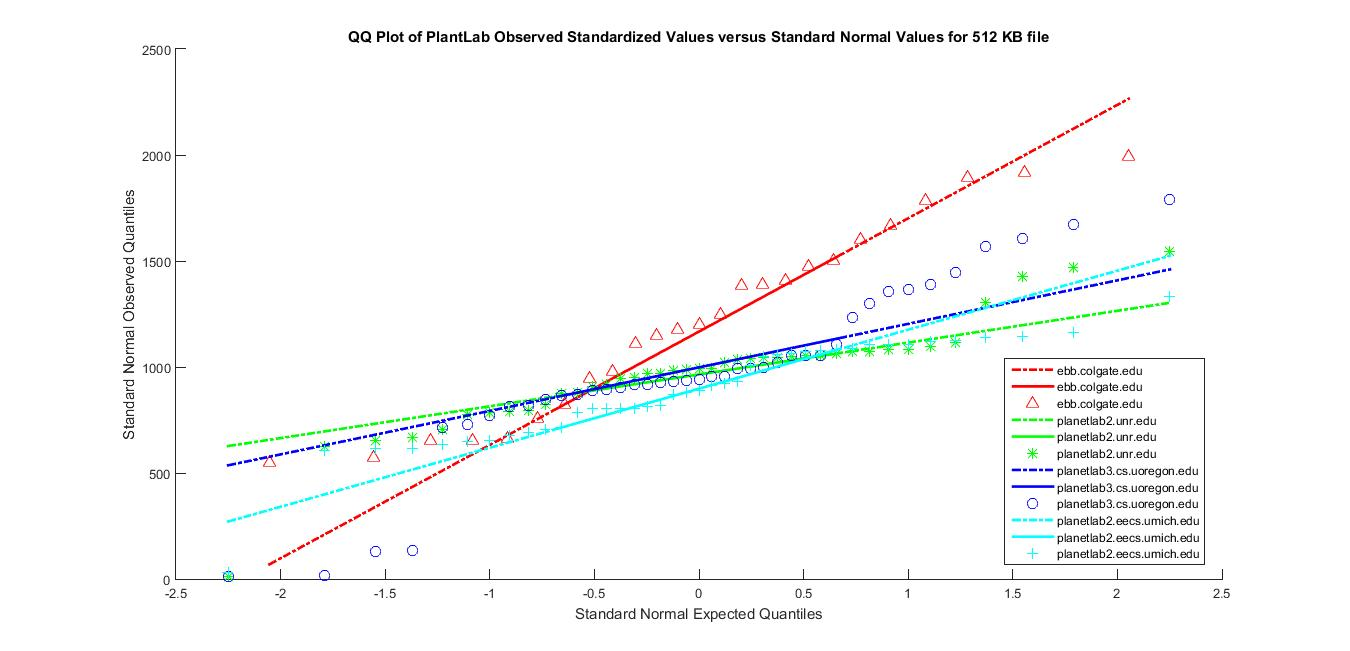 QQ Plot of PlantLab Observed Standardized Values versus Standard Normal Values for 512 KB file
2500
2000
1500
1000
500
0
Standard Normal Observed Quantiles
-2.5 -2 -1.5 -1 -0.5 0 0.5 1 1.5 2 2.5
Standard Normal Expected Quantiles
ebb.colgate.edu
ebb.colgate.edu
ebb.colgate.edu
planetlab2.unr.edu
planetlab2.unr.edu
planetlab2.unr.edu
planetlab3.cs.uoregon.edu
planetlab3.cs.uoregon.edu
planetlab3.cs.uoregon.edu
planetlab2.eecs.umich.edu
planetlab2.eecs.umich.edu
planetlab2.eecs.umich.edu